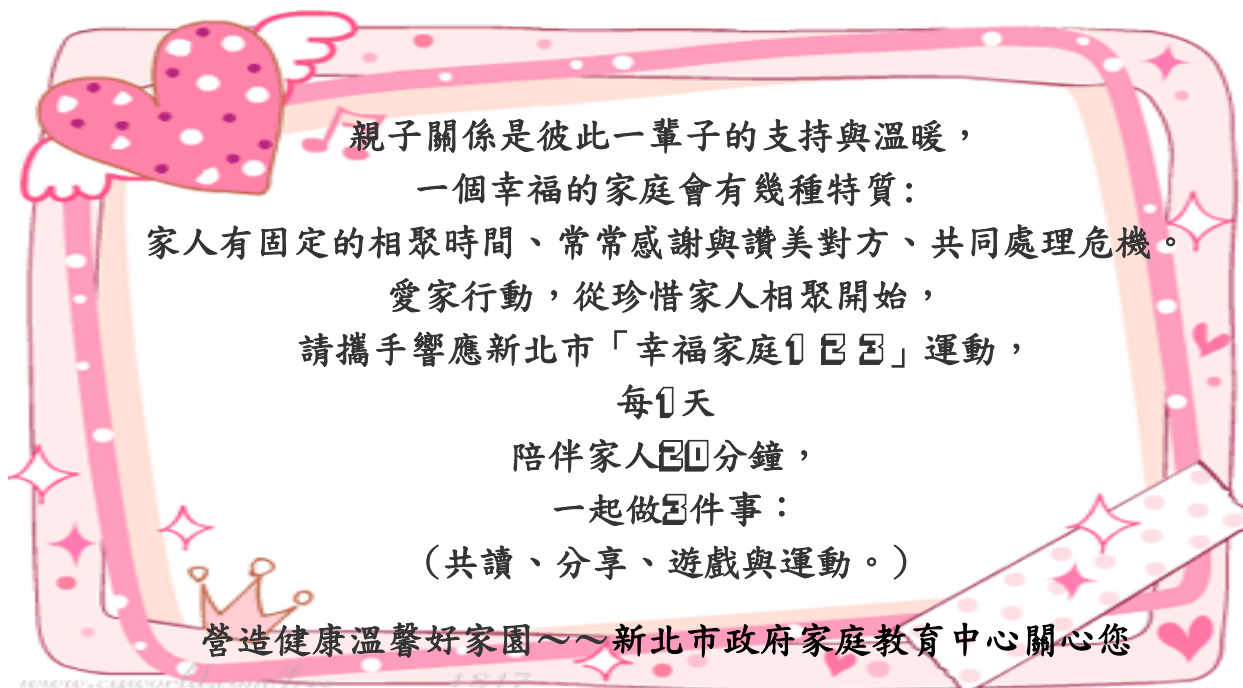 親子關係是彼此一輩子的支持與溫暖，
一個幸福的家庭會有幾種特質:
家人有固定的相聚時間、常常感謝與讚美對方、共同處理危機。
愛家行動，從珍惜家人相聚開始，
請攜手響應新北市「幸福家庭1 2 3」運動，
每1天
陪伴家人20分鐘，
一起做3件事：
（共讀、分享、遊戲與運動。）
營造健康溫馨好家園～～新北市政府家庭教育中心關心您
1847